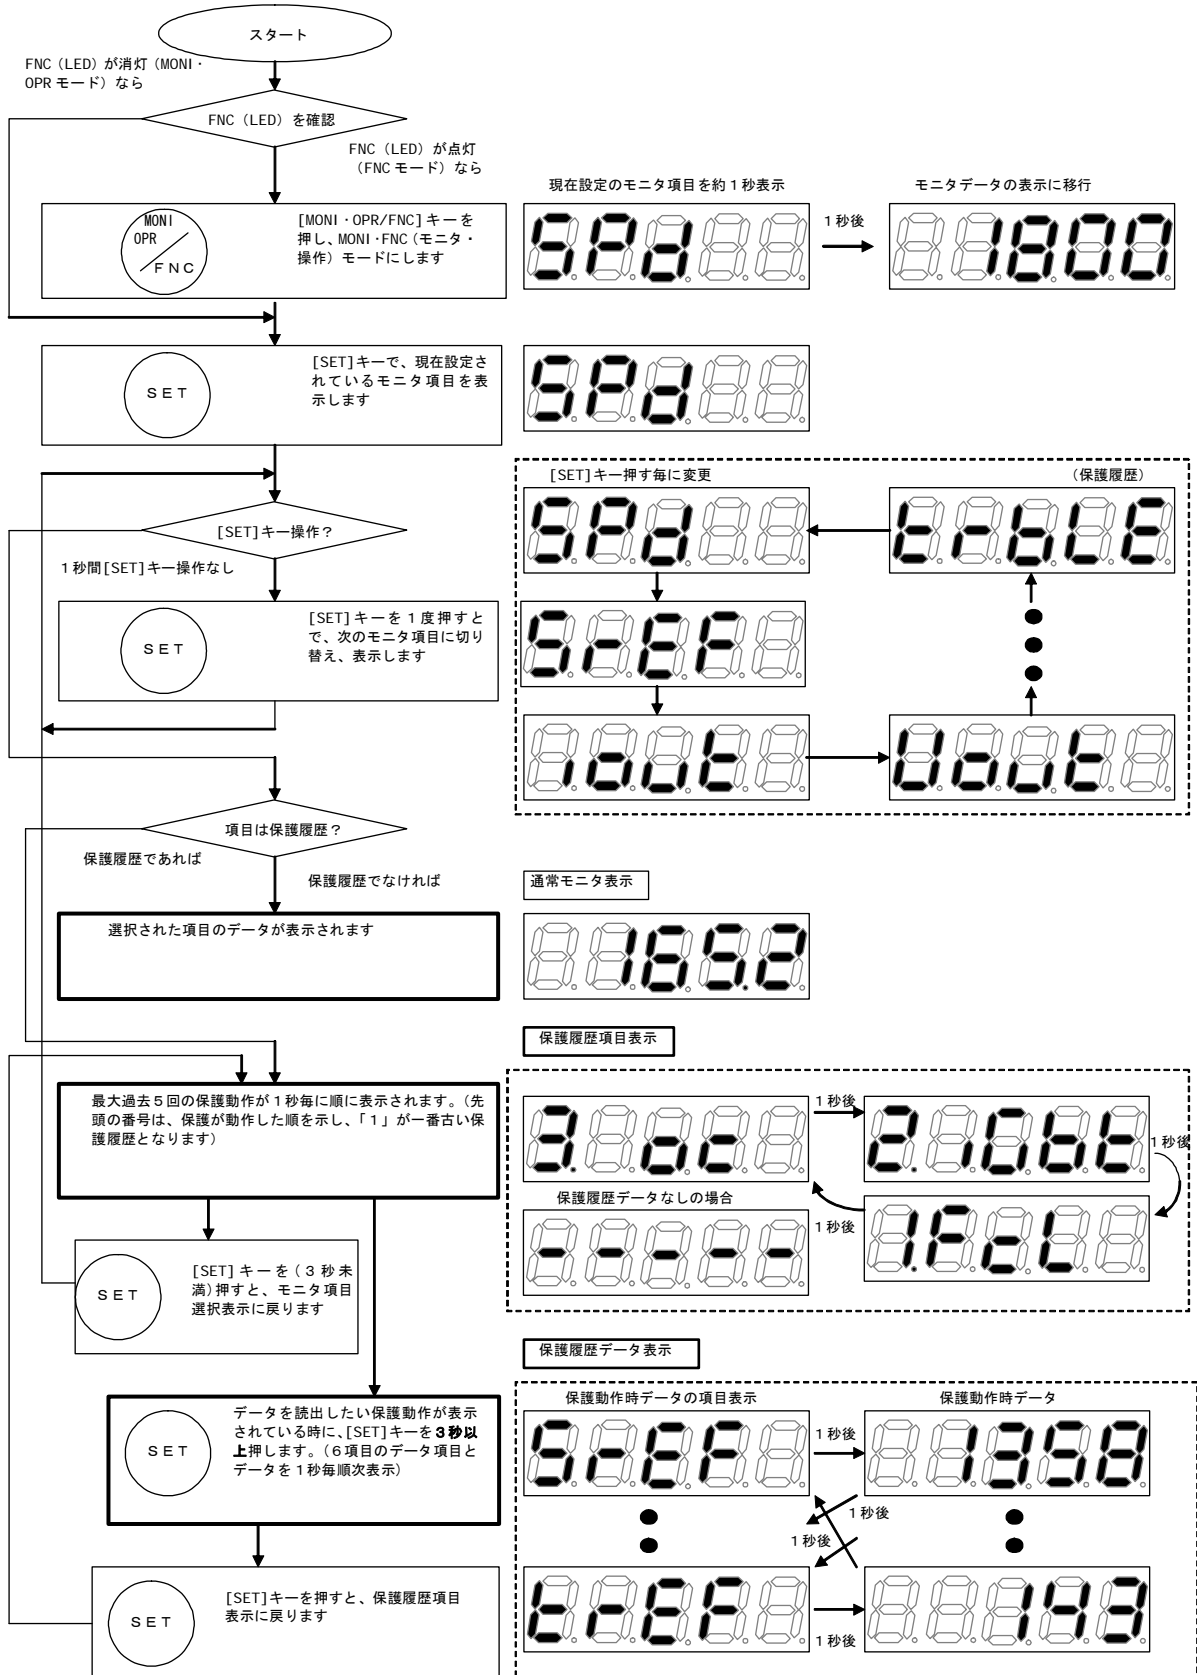 スタート
FNC (LED) が消灯 (MONI・
OPR モード) なら
FNC (LED) を確認
FNC (LED) が点灯
(FNC モード) なら
MONI
OPR
FNC
[MONI・OPR/FNC] キーを
押し、MONI・FNC (モニタ・
操作) モードにします
現在設定のモニタ項目を約1秒表示
SPd
1秒後
モニタデータの表示に移行
1800
SET
[SET]キーで、現在設定さ
れているモニタ項目を表
示します
SPd
[SET]キー操作?
1秒間[SET]キー操作なし
SET
[SET]キーを1度押すと
で、次のモニタ項目に切り
替え、表示します
[SET]キー押す毎に変更
(保護履歴)
SPd
trbLE
SrEF
iout
Uout
項目は保護履歴?
保護履歴であれば
保護履歴でなければ
選択された項目のデータが表示されます
通常モニタ表示
165.2
最大過去5回の保護動作が1秒毎に順に表示されます。(先
頭の番号は、保護が動作した順を示し、「1」が一番古い保
護履歴となります)
保護履歴項目表示
3. oc
1秒後
2. iGbt
1秒後
1.FcL
1秒後
保護履歴データなしの場合
-----
SET
[SET] キーを (3 秒未
満) 押すと、モニタ項目
選択表示に戻ります
SET
データを読出したい保護動作が表示
されている時に、[SET]キーを3秒以
上押します。(6項目のデータ項目と
データを1秒毎順次表示)
保護履歴データ表示
保護動作時データの項目表示
保護動作時データ
SrEF
1秒後
1358
1秒後
1秒後
trEF
1秒後
143
SET
[SET]キーを押すと、保護履歴項目
表示に戻ります